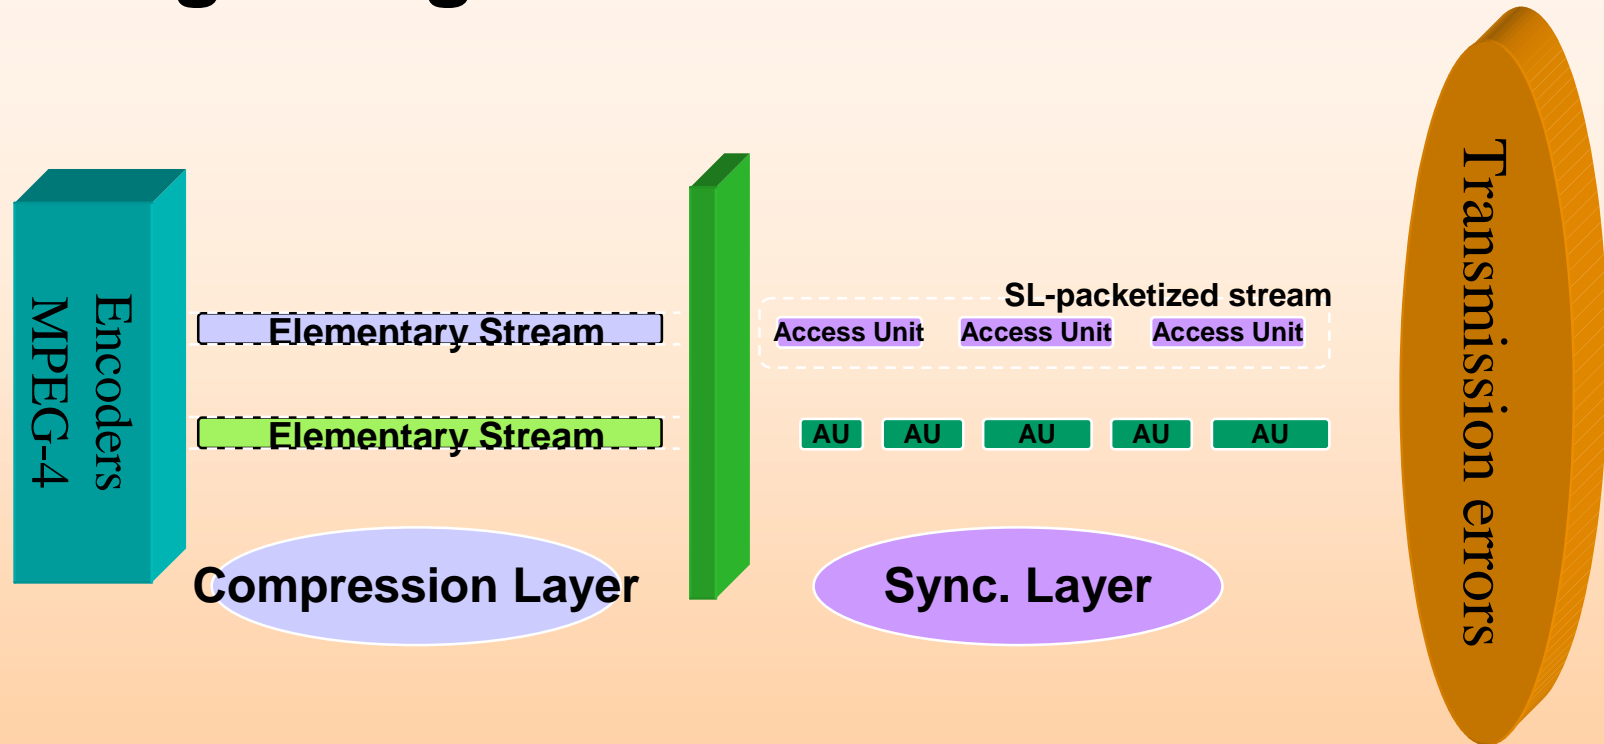 Encoders
MPEG-4
Elementary Stream
Elementary Stream
SL-packetized stream
Access Unit Access Unit Access Unit
AU AU AU AU AU
Compression Layer
Sync. Layer
Transmission errors